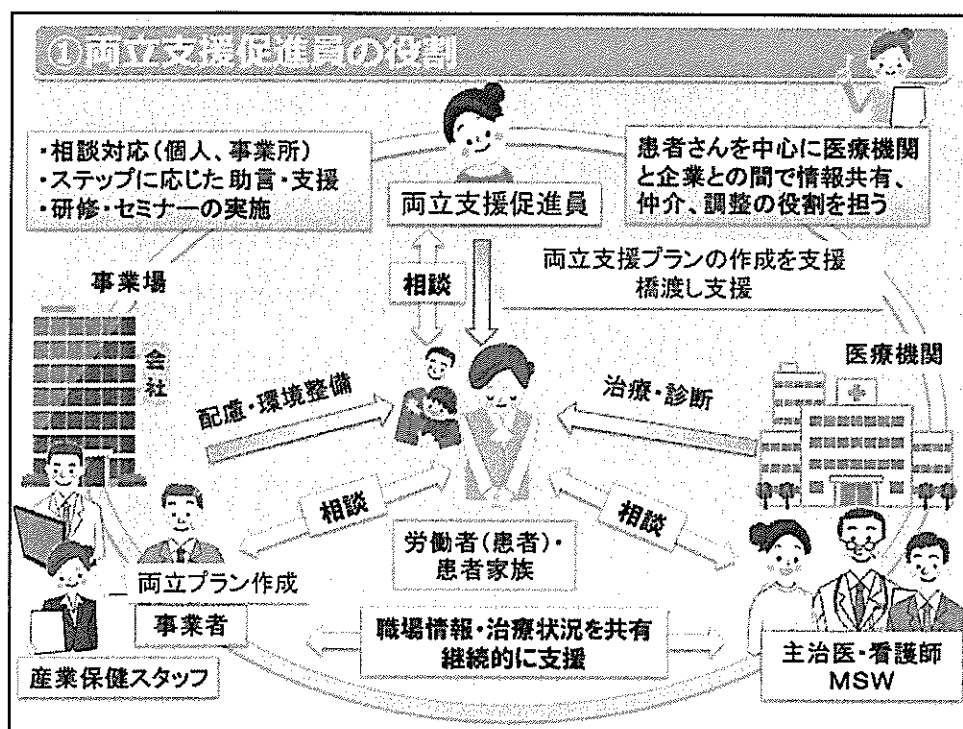 ①両立支援促進員の役割
・相談対応(個人、事業所)
・ステップに応じた助言・支援
・研修・セミナーの実施
両立支援促進員
患者さんを中心に医療機関
と企業との間で情報共有、
仲介、調整の役割を担う
相談
両立支援プランの作成を支援
橋渡し支援
事業場
会社
医療機関
配慮・環境整備
治療・診断
相談
相談
労働者(患者)・
患者家族
両立プラン作成
事業者
産業保健スタッフ
職場情報・治療状況を共有
継続的に支援
主治医・看護師
MSW